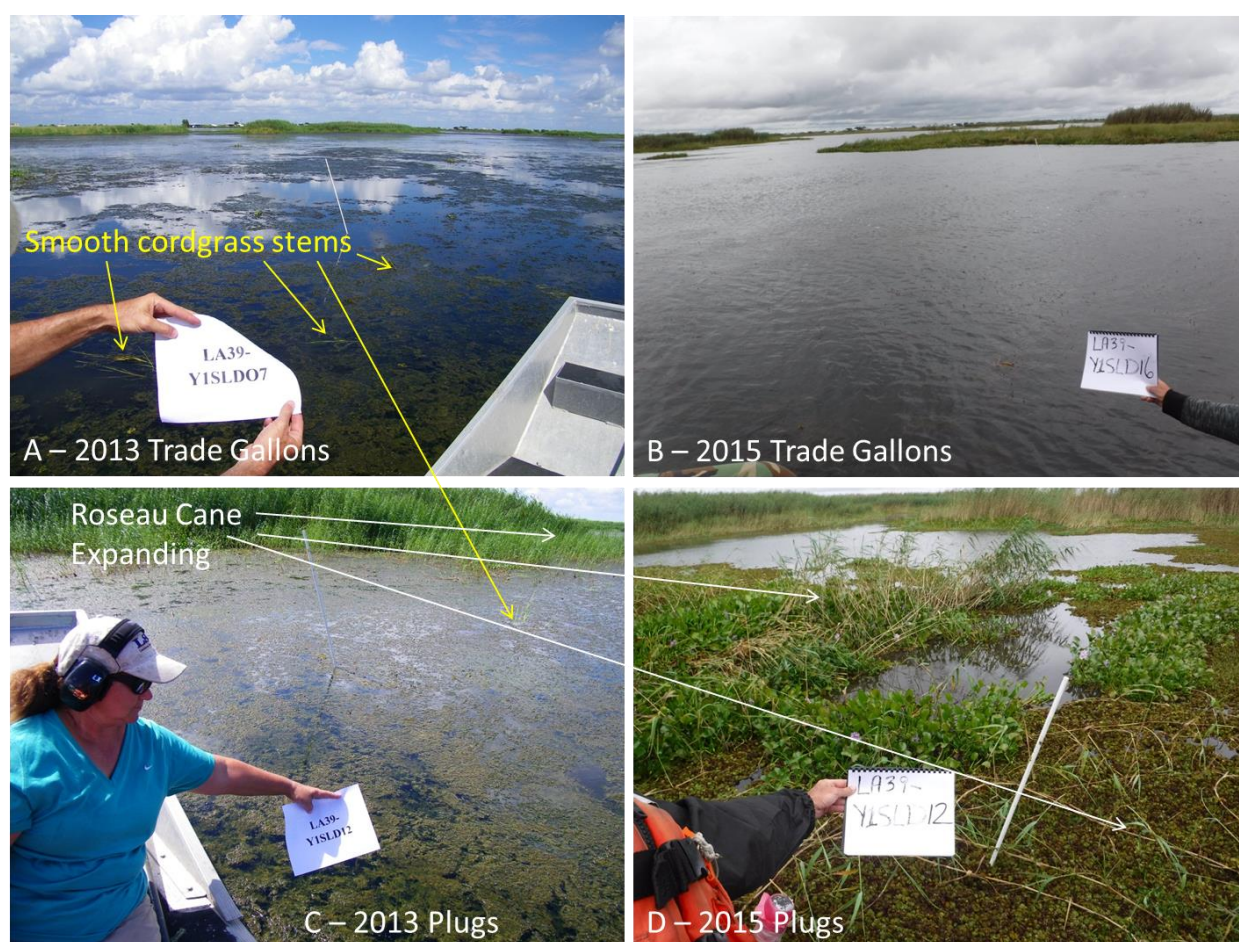 Smooth cordgrass stems
LA39-
Y1SLDO7
A – 2013 Trade Gallons
LA39-
Y1SLD16
B – 2015 Trade Gallons
Roseau Cane
Expanding
LA39-
Y1SLD12
C – 2013 Plugs
LA39-
Y1SLD12
D – 2015 Plugs